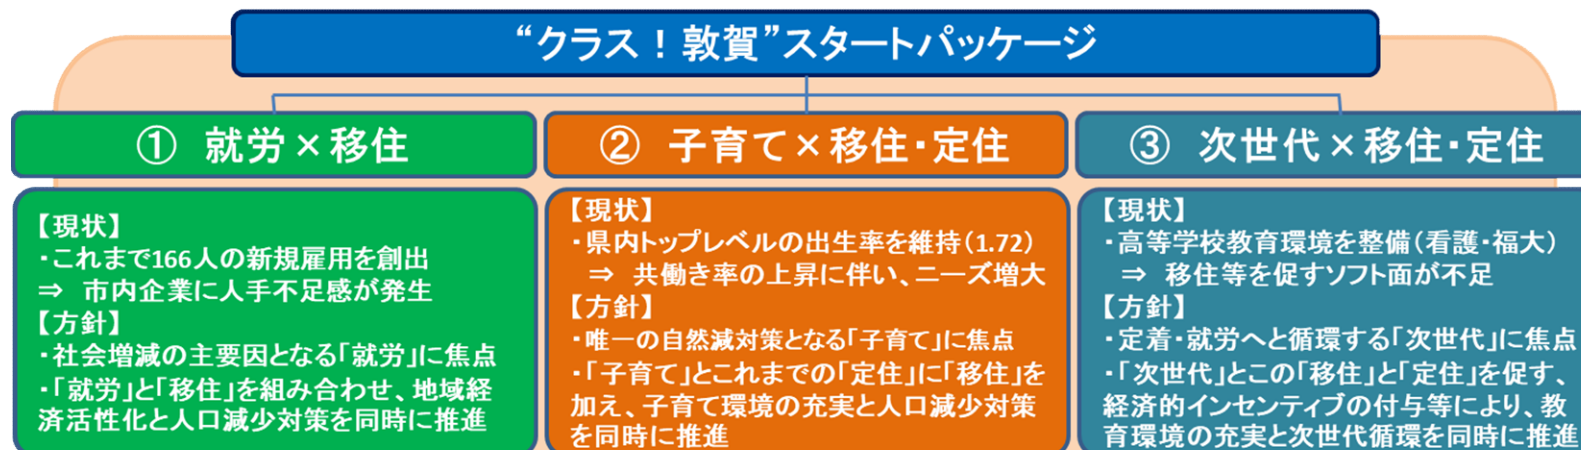 “クラス！敦賀”スタートパッケージ
① 就労×移住
【現状】
・これまで166人の新規雇用を創出
⇒ 市内企業に人手不足感が発生
【方針】
・社会増減の主要因となる「就労」に焦点
・「就労」と「移住」を組み合わせ、地域経
済活性化と人口減少対策を同時に推進
② 子育て×移住・定住
【現状】
・県内トップレベルの出生率を維持（1.72）
⇒ 共働き率の上昇に伴い、ニーズ増大
【方針】
・唯一の自然減対策となる「子育て」に焦点
・「子育て」とこれまでの「定住」に「移住」を
加え、子育て環境の充実と人口減少対策
を同時に推進
③ 次世代×移住・定住
【現状】
・高等学校教育環境を整備（看護・福大）
⇒ 移住等を促すソフト面が不足
【方針】
・定着・就労へと循環する「次世代」に焦点
・「次世代」とこの「移住」と「定住」を促す、
経済的インセンティブの付与等により、教
育環境の充実と次世代循環を同時に推進